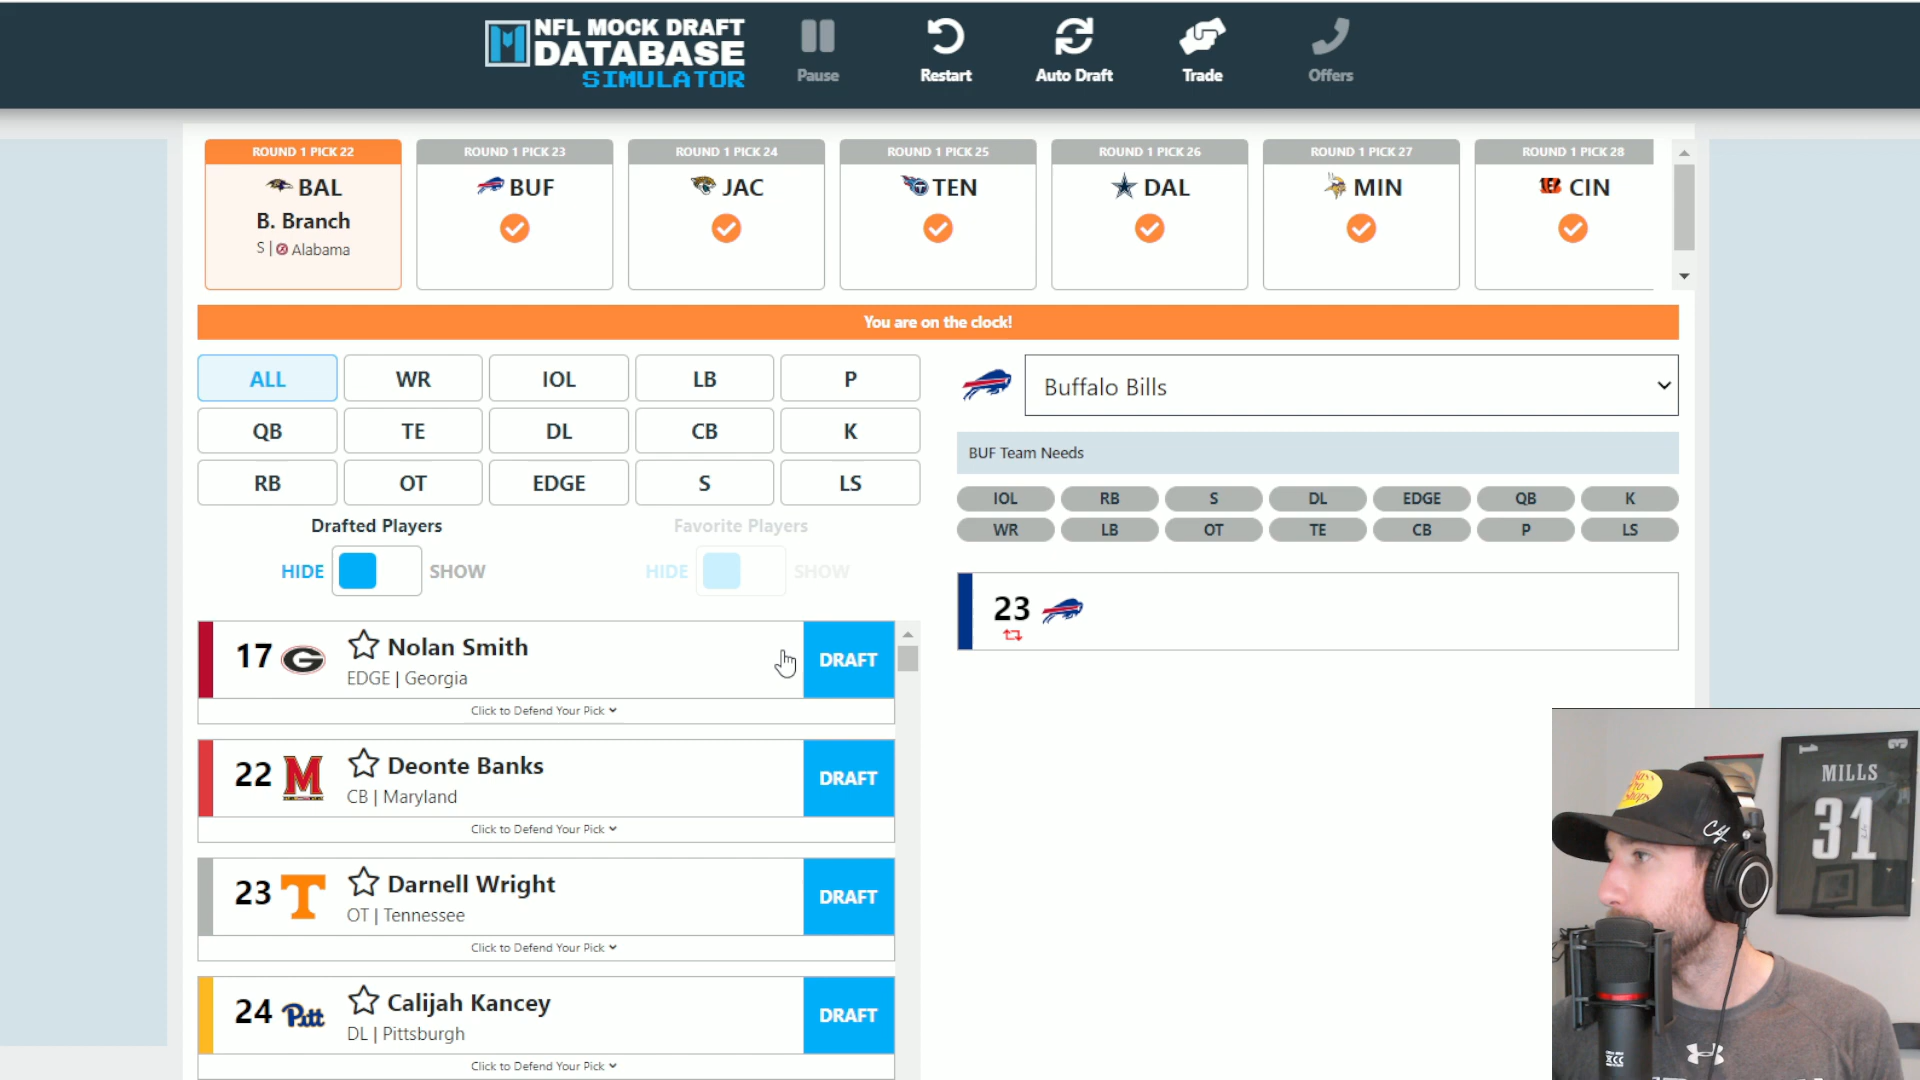 NFL MOCK DRAFT
DATABASE
SIMULATOR
Pause
Restart
Auto Draft
Trade
Offers
ROUND 1 PICK 22
BAL
B. Branch
S | Alabama
ROUND 1 PICK 23
BUF
ROUND 1 PICK 24
JAC
ROUND 1 PICK 25
TEN
ROUND 1 PICK 26
DAL
ROUND 1 PICK 27
MIN
ROUND 1 PICK 28
CIN
You are on the clock!
ALL WR IOL LB P
QB TE DL CB K
RB OT EDGE S LS
Drafted Players
HIDE SHOW
Favorite Players
HIDE SHOW
Buffalo Bills
BUF Team Needs
IOL RB S DL EDGE QB K
WR LB OT TE CB P LS
23
17 G Nolan Smith
EDGE | Georgia
DRAFT
Click to Defend Your Pick
22 M Deonte Banks
CB | Maryland
DRAFT
Click to Defend Your Pick
23 T Darnell Wright
OT | Tennessee
DRAFT
Click to Defend Your Pick
24 Pitt Calijah Kancey
DL | Pittsburgh
DRAFT
Click to Defend Your Pick
MILLS
31